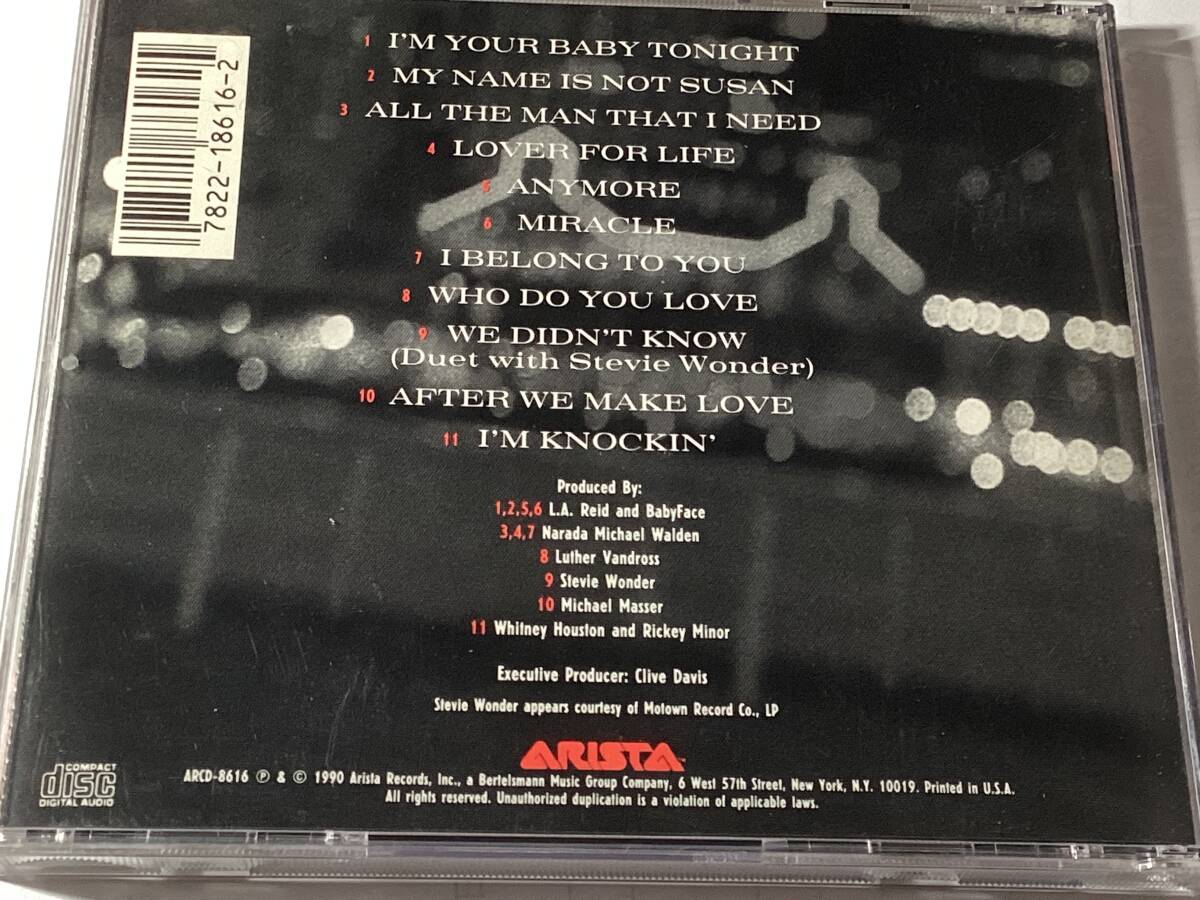 7822-18616-2
1 I'M YOUR BABY TONIGHT
2 MY NAME IS NOT SUSAN
3 ALL THE MAN THAT I NEED
4 LOVER FOR LIFE
5 ANYMORE
6 MIRACLE
7 I BELONG TO YOU
8 WHO DO YOU LOVE
9 WE DIDN'T KNOW
(Duet with Stevie Wonder)
10 AFTER WE MAKE LOVE
11 I'M KNOCKIN'
Produced By:
1,2,5,6 L.A. Reid and BabyFace
3,4,7 Narada Michael Walden
8 Luther Vandross
9 Stevie Wonder
10 Michael Masser
11 Whitney Houston and Rickey Minor
Executive Producer: Clive Davis
Stevie Wonder appears courtesy of Motown Record Co., LP
ARISTA
COMPACT
disc
DIGITAL AUDIO
ARCD-8616 ℗ & © 1990 Arista Records, Inc., a Bertelsmann Music Group Company, 6 West 57th Street, New York, N.Y. 10019. Printed in U.S.A.
All rights reserved. Unauthorized duplication is a violation of applicable laws.